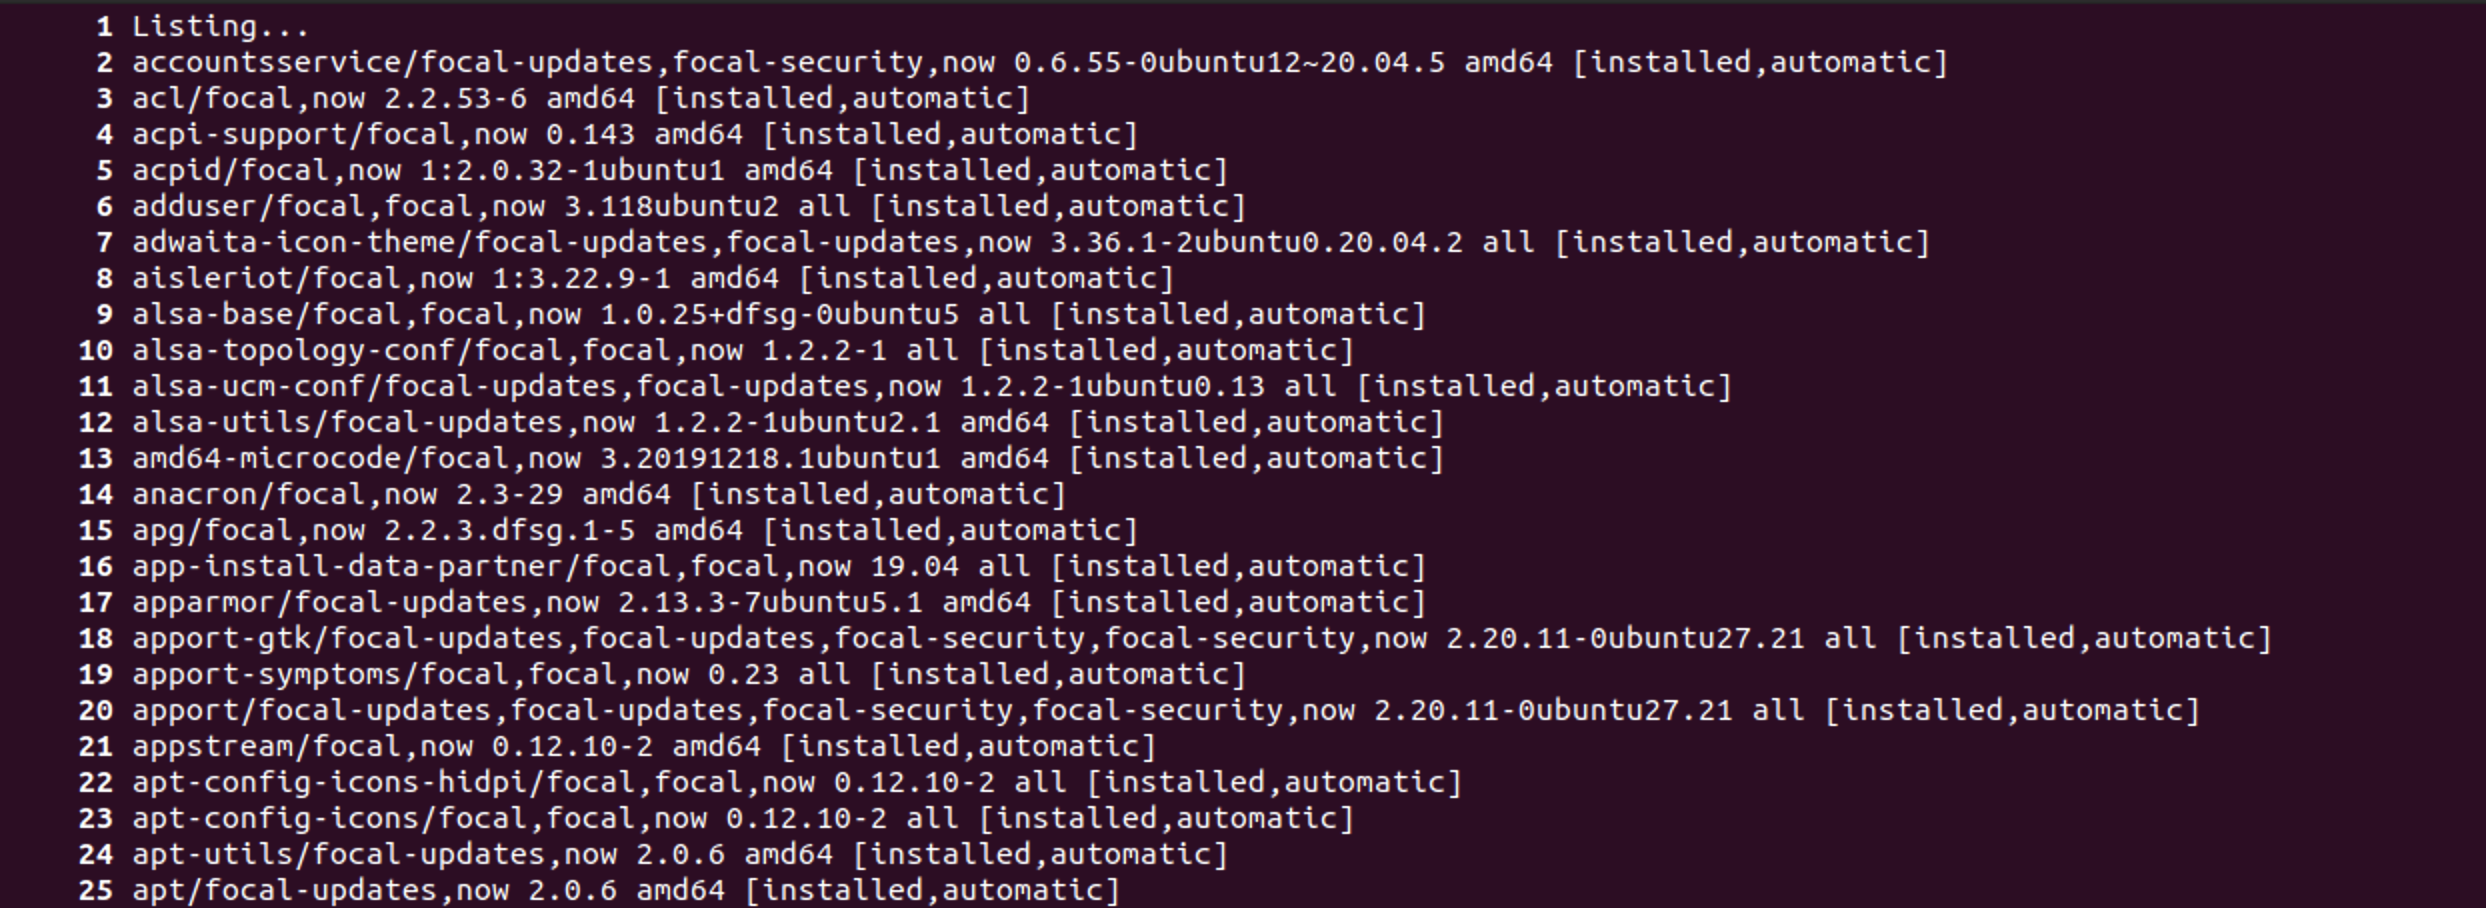 1 Listing...
2 accountsservice/focal-updates,focal-security,now 0.6.55-0ubuntu12~20.04.5 amd64 [installed,automatic]
3 acl/focal,now 2.2.53-6 amd64 [installed,automatic]
4 acpi-support/focal,now 0.143 amd64 [installed,automatic]
5 acpid/focal,now 1:2.0.32-1ubuntu1 amd64 [installed,automatic]
6 adduser/focal,focal,now 3.118ubuntu2 all [installed,automatic]
7 adwaita-icon-theme/focal-updates,focal-updates,now 3.36.1-2ubuntu0.20.04.2 all [installed,automatic]
8 aisleriot/focal,now 1:3.22.9-1 amd64 [installed,automatic]
9 alsa-base/focal,focal,now 1.0.25+dfsg-0ubuntu5 all [installed,automatic]
10 alsa-topology-conf/focal,focal,now 1.2.2-1 all [installed,automatic]
11 alsa-ucm-conf/focal-updates,focal-updates,now 1.2.2-1ubuntu0.13 all [installed,automatic]
12 alsa-utils/focal-updates,now 1.2.2-1ubuntu2.1 amd64 [installed,automatic]
13 amd64-microcode/focal,now 3.20191218.1ubuntu1 amd64 [installed,automatic]
14 anacron/focal,now 2.3-29 amd64 [installed,automatic]
15 apg/focal,now 2.2.3.dfsg.1-5 amd64 [installed,automatic]
16 app-install-data-partner/focal,focal,now 19.04 all [installed,automatic]
17 apparmor/focal-updates,now 2.13.3-7ubuntu5.1 amd64 [installed,automatic]
18 apport-gtk/focal-updates,focal-updates,focal-security,focal-security,now 2.20.11-0ubuntu27.21 all [installed,automatic]
19 apport-symptoms/focal,focal,now 0.23 all [installed,automatic]
20 apport/focal-updates,focal-updates,focal-security,focal-security,now 2.20.11-0ubuntu27.21 all [installed,automatic]
21 appstream/focal,now 0.12.10-2 amd64 [installed,automatic]
22 apt-config-icons-hidpi/focal,focal,now 0.12.10-2 all [installed,automatic]
23 apt-config-icons/focal,focal,now 0.12.10-2 all [installed,automatic]
24 apt-utils/focal-updates,now 2.0.6 amd64 [installed,automatic]
25 apt/focal-updates,now 2.0.6 amd64 [installed,automatic]